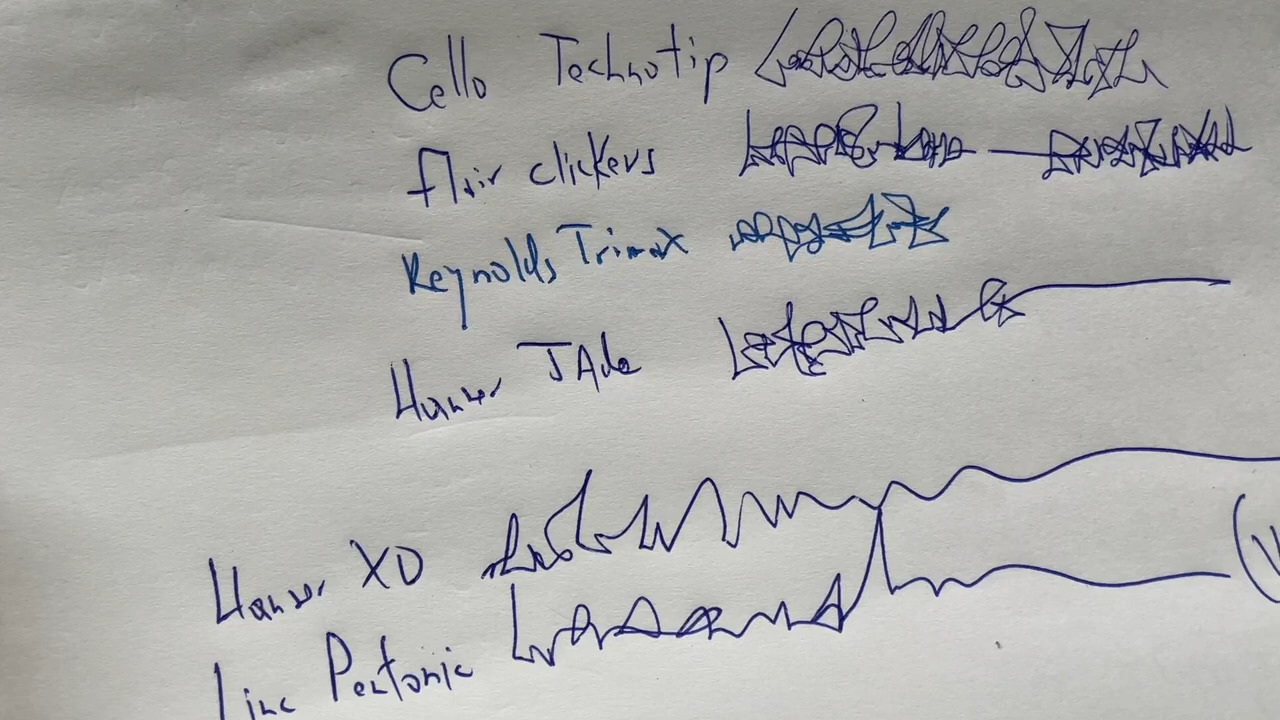 Cello Technotip
flair clickers
Reynolds Trimax
Hauser JAde
Hauser XO
Linc Pentonic